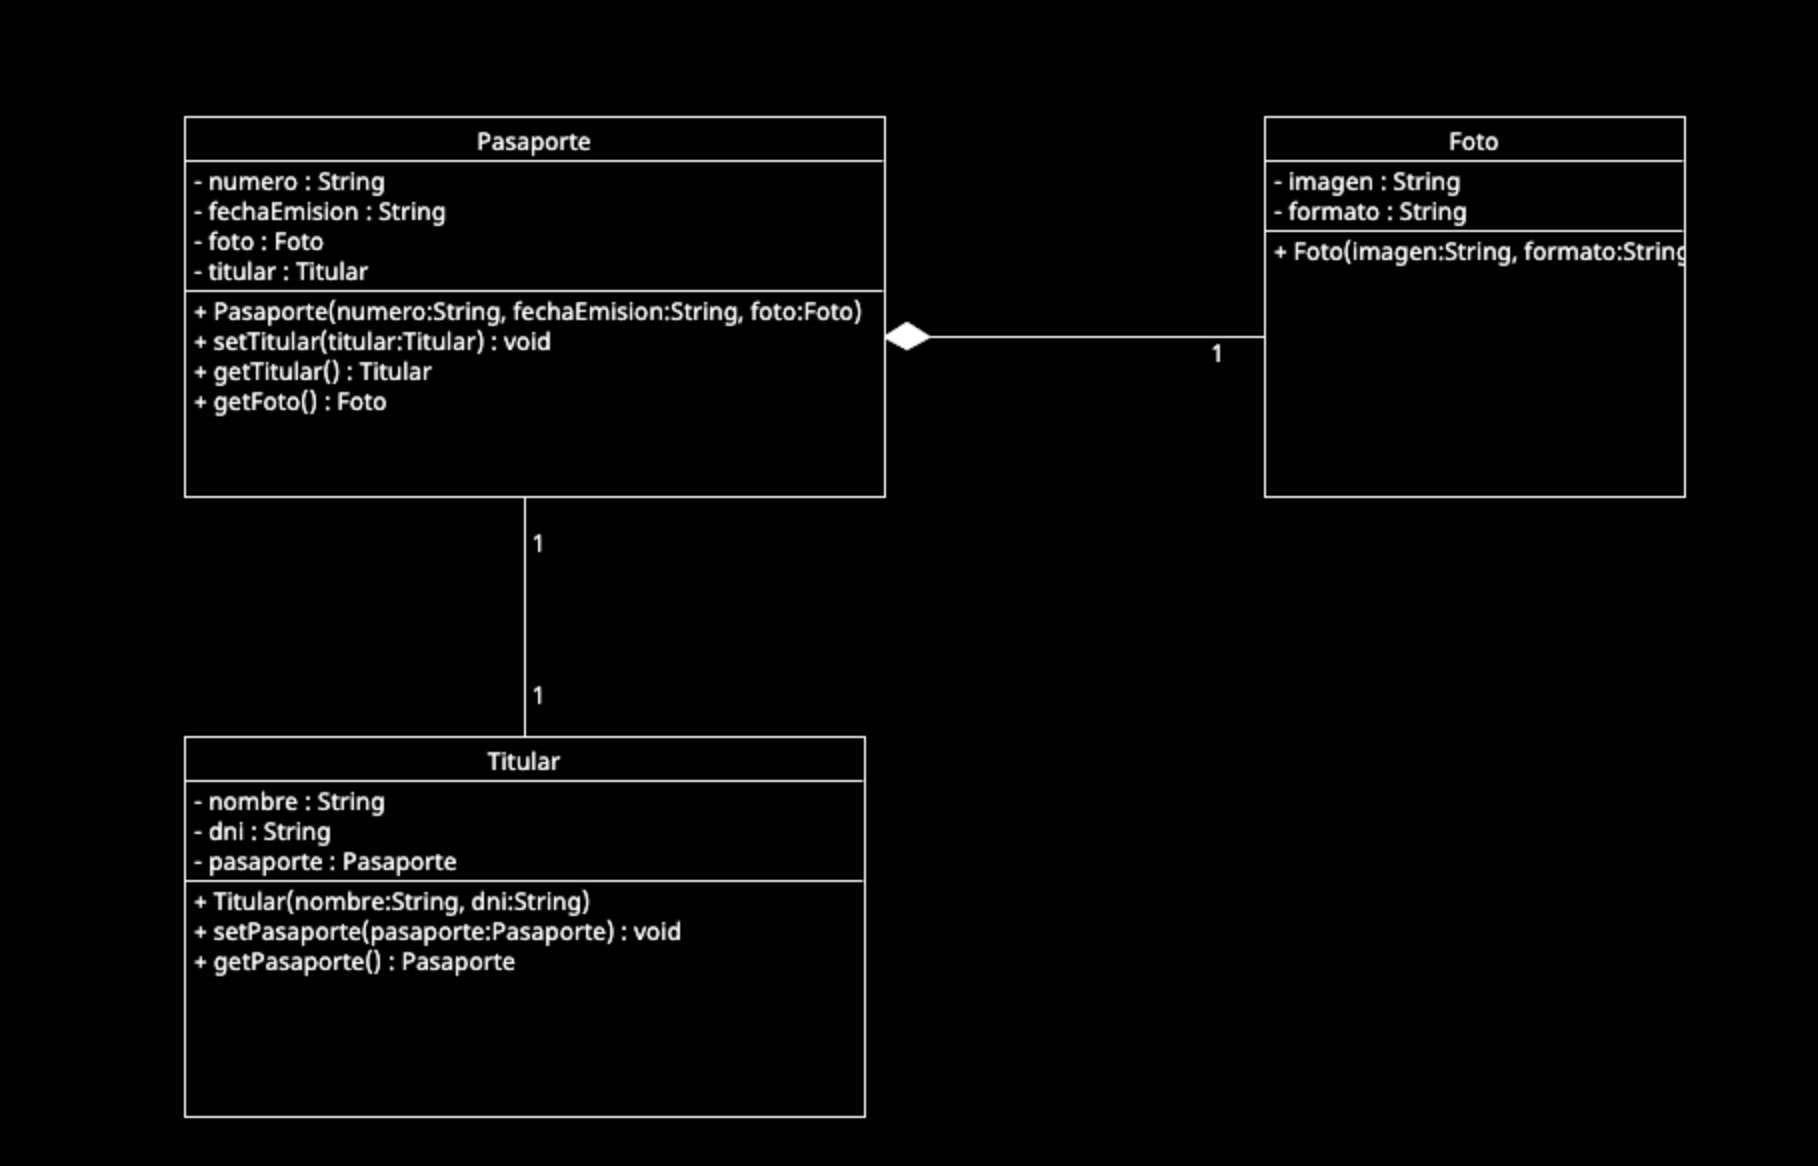 Pasaporte
- numero : String
- fechaEmision : String
- foto : Foto
- titular : Titular
+ Pasaporte(numero:String, fechaEmision:String, foto:Foto)
+ setTitular(titular:Titular) : void
+ getTitular() : Titular
+ getFoto() : Foto
Foto
- imagen : String
- formato : String
+ Foto(imagen:String, formato:String
1
1
1
Titular
- nombre : String
- dni : String
- pasaporte : Pasaporte
+ Titular(nombre:String, dni:String)
+ setPasaporte(pasaporte:Pasaporte) : void
+ getPasaporte() : Pasaporte